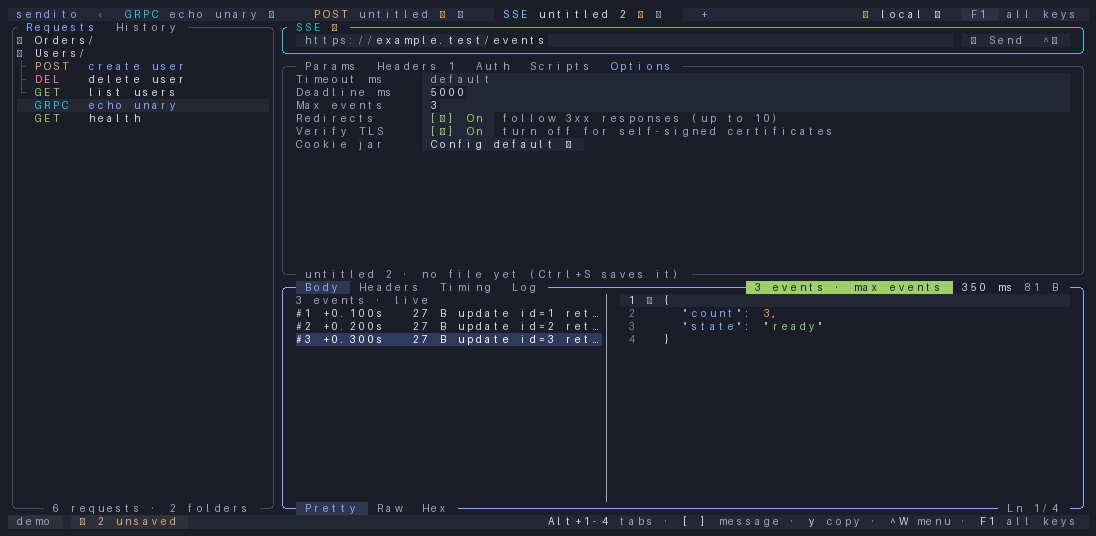 sendito ‹ GRPC echo unary POST untitled SSE untitled 2 + local F1 all keys
Requests History
Orders/
Users/
POST create user
DEL delete user
GET list users
GRPC echo unary
GET health
6 requests · 2 folders
SSE
https://example.test/events Send ^
Params Headers 1 Auth Scripts Options
Timeout ms default
Deadline ms 5000
Max events 3
Redirects [ ] On follow 3xx responses (up to 10)
Verify TLS [ ] On turn off for self-signed certificates
Cookie jar Config default
untitled 2 · no file yet (Ctrl+S saves it)
Body Headers Timing Log 3 events · max events 350 ms 81 B
3 events · live
#1 +0.100s 27 B update id=1 ret…
#2 +0.200s 27 B update id=2 ret…
#3 +0.300s 27 B update id=3 ret…
1 {
2 "count": 3,
3 "state": "ready"
4 }
Pretty Raw Hex Ln 1/4
demo 2 unsaved Alt+1-4 tabs · [ ] message · y copy · ^W menu · F1 all keys